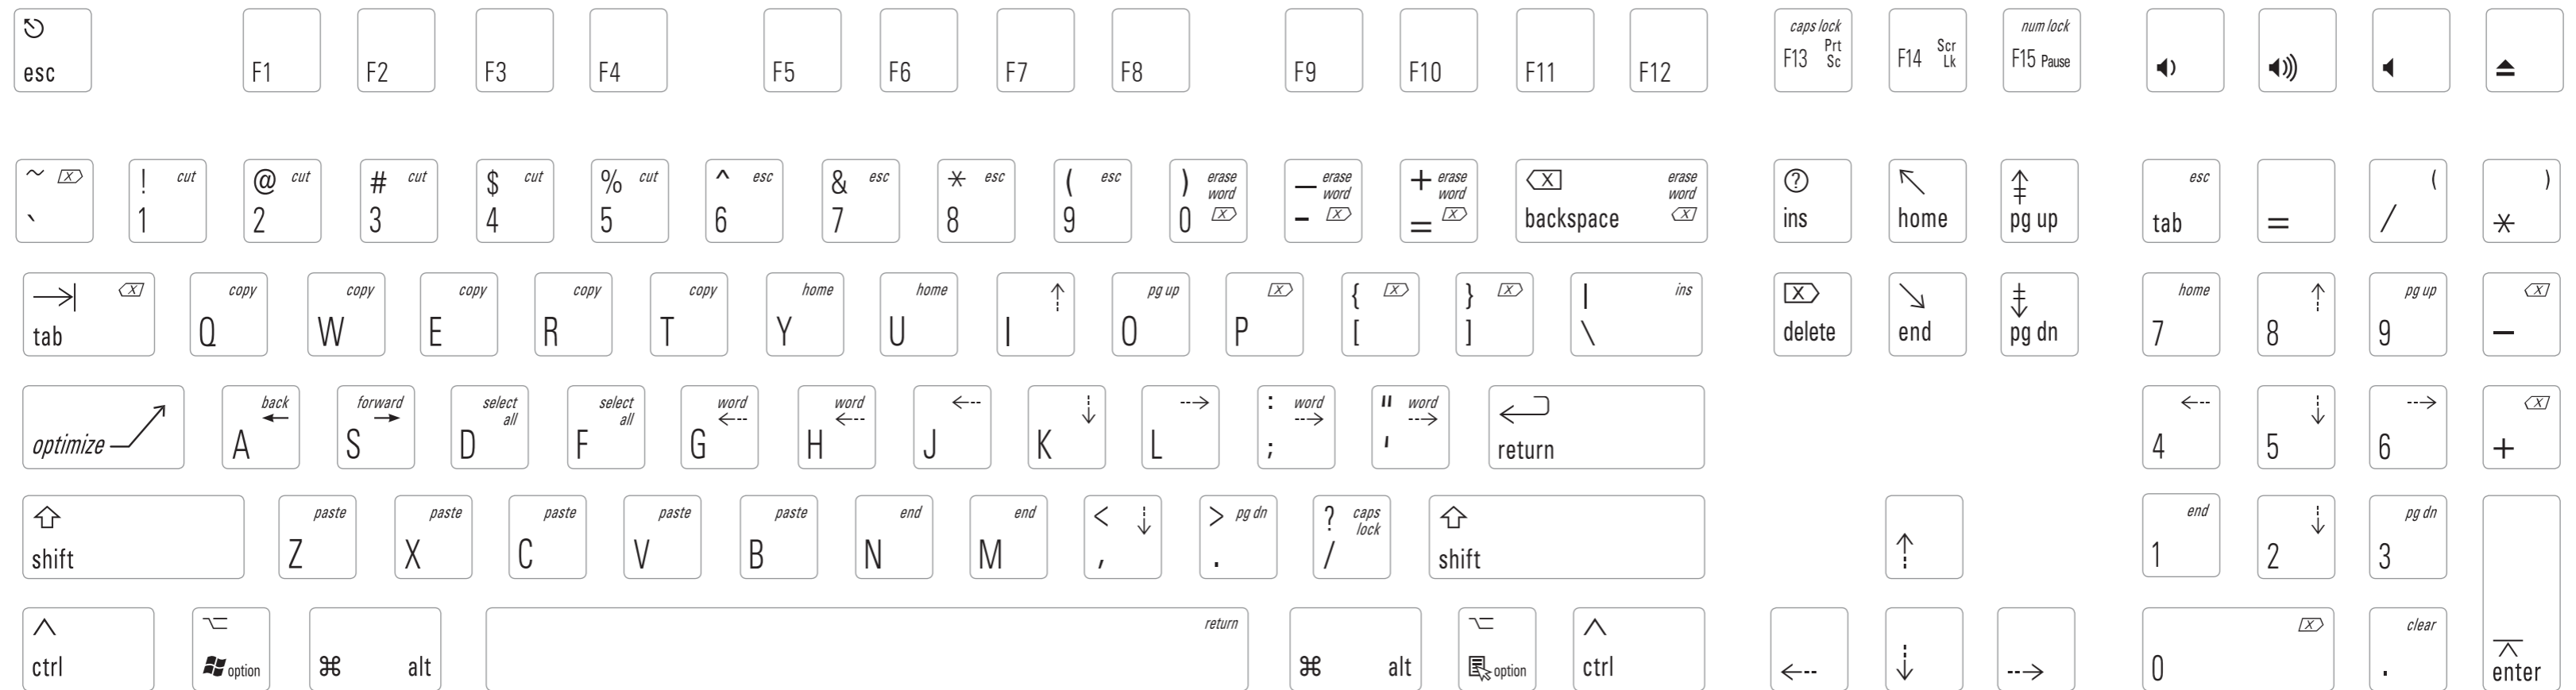 esc F1 F2 F3 F4 F5 F6 F7 F8 F9 F10 F11 F12 caps lock F13 Prt Sc F14 Scr Lk num lock F15 Pause
~ `
! cut 1
@ cut 2
# cut 3
$ cut 4
% cut 5
^ esc 6
& esc 7
* esc 8
( esc 9
) erase word 0
— erase word -
+ erase word =
backspace erase word
? ins
home
pg up
esc tab
=
( /
) *
tab
copy Q
copy W
copy E
copy R
copy T
home Y
home U
I
pg up O
P
{ [
} ]
| ins \
delete
end
pg dn
home 7
8
pg up 9
–
optimize
back A
forward S
select all D
select all F
word G
word H
J
K
L
: word ;
" word '
return
4
5
6
+
shift
paste Z
paste X
paste C
paste V
paste B
end N
end M
< ,
> pg dn .
? caps lock /
shift
end 1
2
pg dn 3
ctrl
option
⌘ alt
return
⌘ alt
option
ctrl
0
clear .
enter